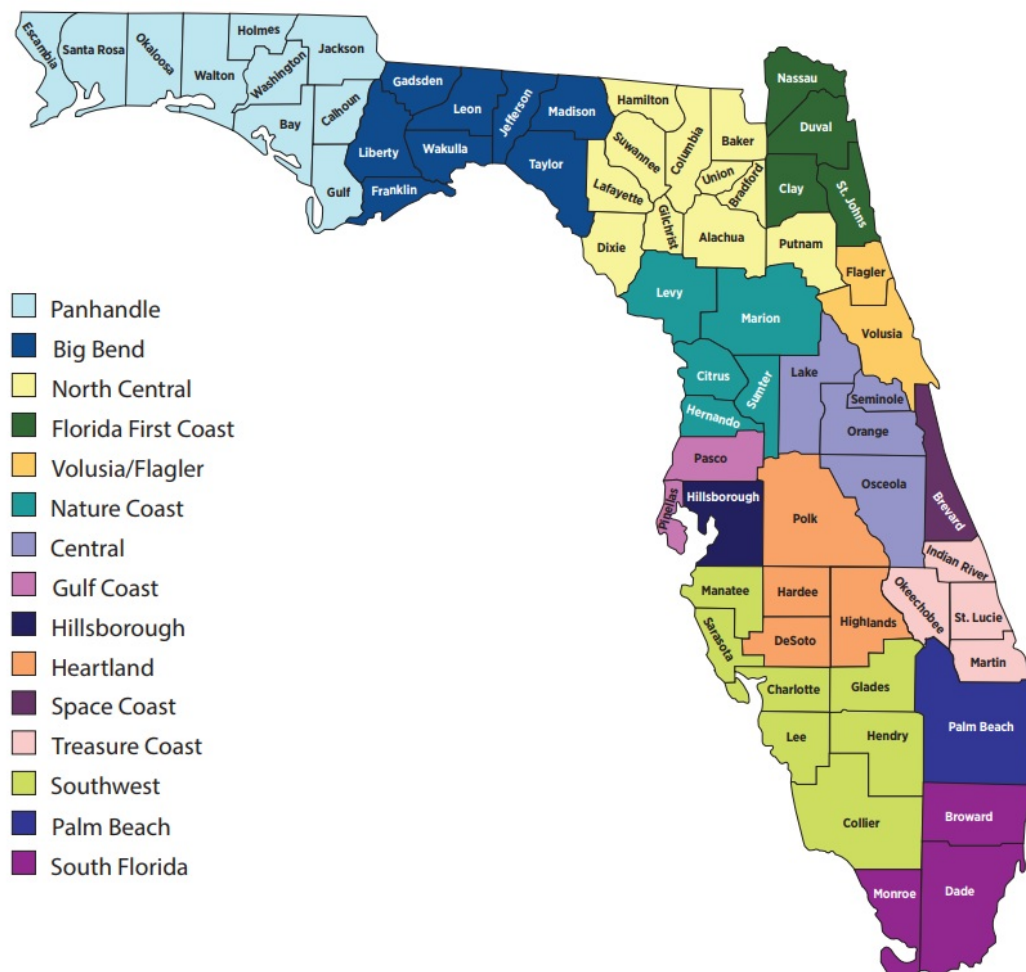 Escambia
Santa Rosa
Okaloosa
Walton
Holmes
Washington
Jackson
Bay
Calhoun
Gulf
Gadsden
Liberty
Franklin
Leon
Wakulla
Jefferson
Madison
Taylor
Hamilton
Suwannee
Lafayette
Dixie
Columbia
Gilchrist
Baker
Union
Bradford
Alachua
Putnam
Nassau
Duval
Clay
St. Johns
Flagler
Volusia
Levy
Marion
Citrus
Hernando
Sumter
Lake
Seminole
Orange
Osceola
Brevard
Pasco
Pinellas
Hillsborough
Polk
Indian River
Okeechobee
St. Lucie
Martin
Manatee
Hardee
Sarasota
DeSoto
Highlands
Charlotte
Glades
Lee
Hendry
Palm Beach
Collier
Broward
Monroe
Dade
Panhandle
Big Bend
North Central
Florida First Coast
Volusia/Flagler
Nature Coast
Central
Gulf Coast
Hillsborough
Heartland
Space Coast
Treasure Coast
Southwest
Palm Beach
South Florida